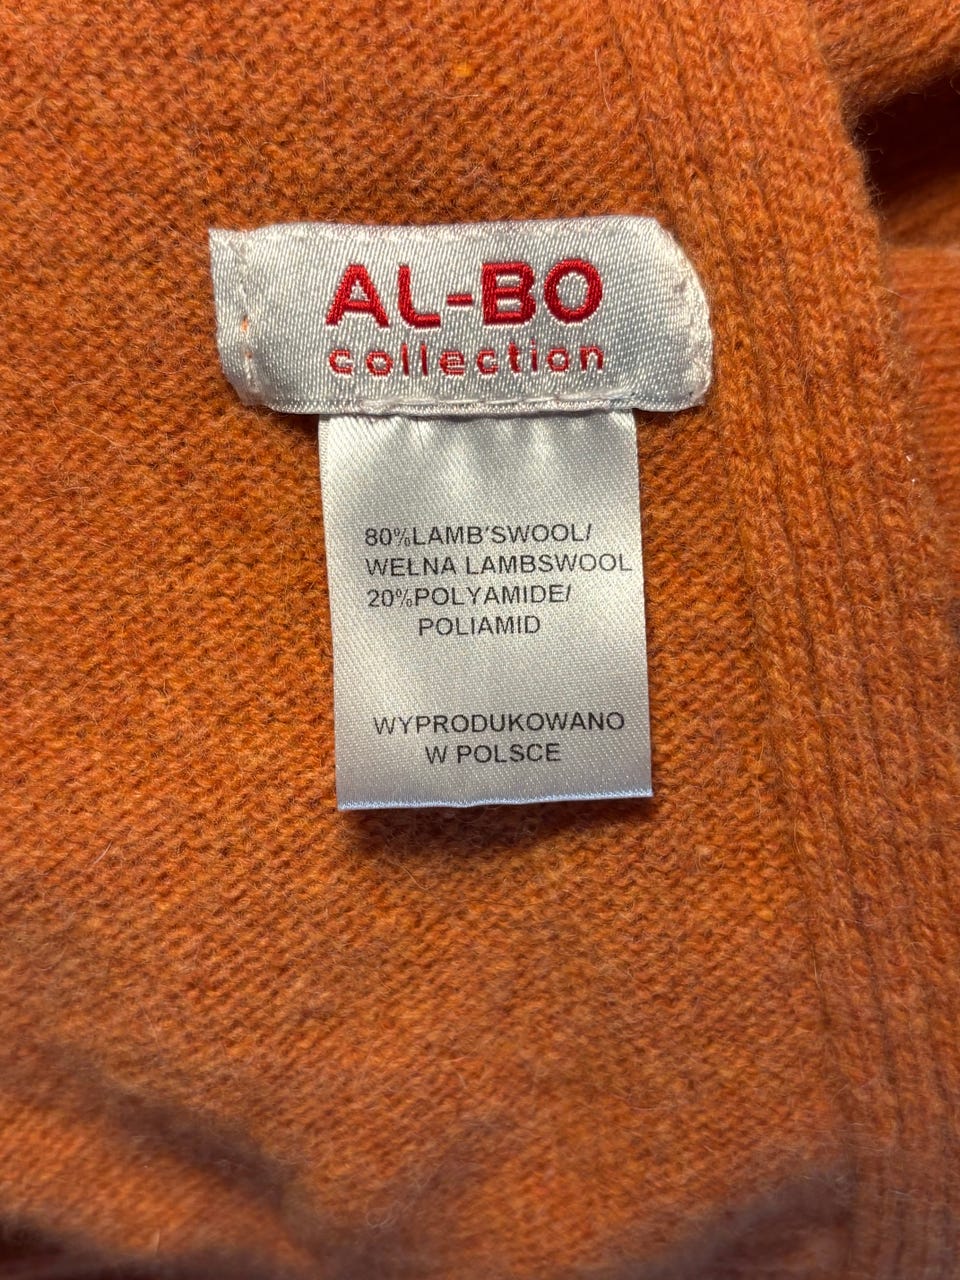 AL-BO
collection
80%LAMB'SWOOL/
WEŁNA LAMBSWOOL
20%POLYAMIDE/
POLIAMID
WYPRODUKOWANO
W POLSCE